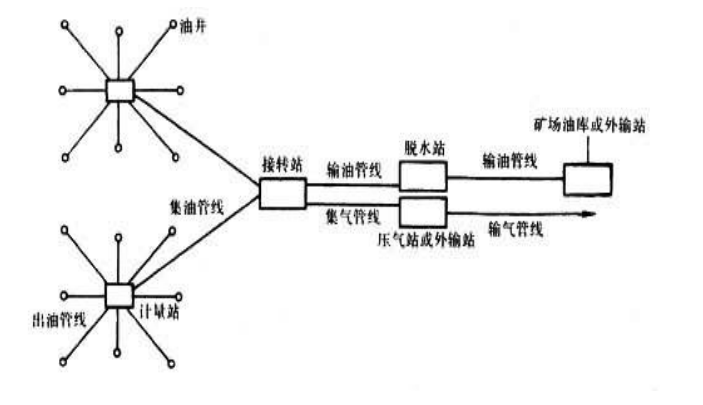 油井
矿场油库或外输站
脱水站
接转站
输油管线
输油管线
集油管线
集气管线
输气管线
压气站或外输站
出油管线
计量站